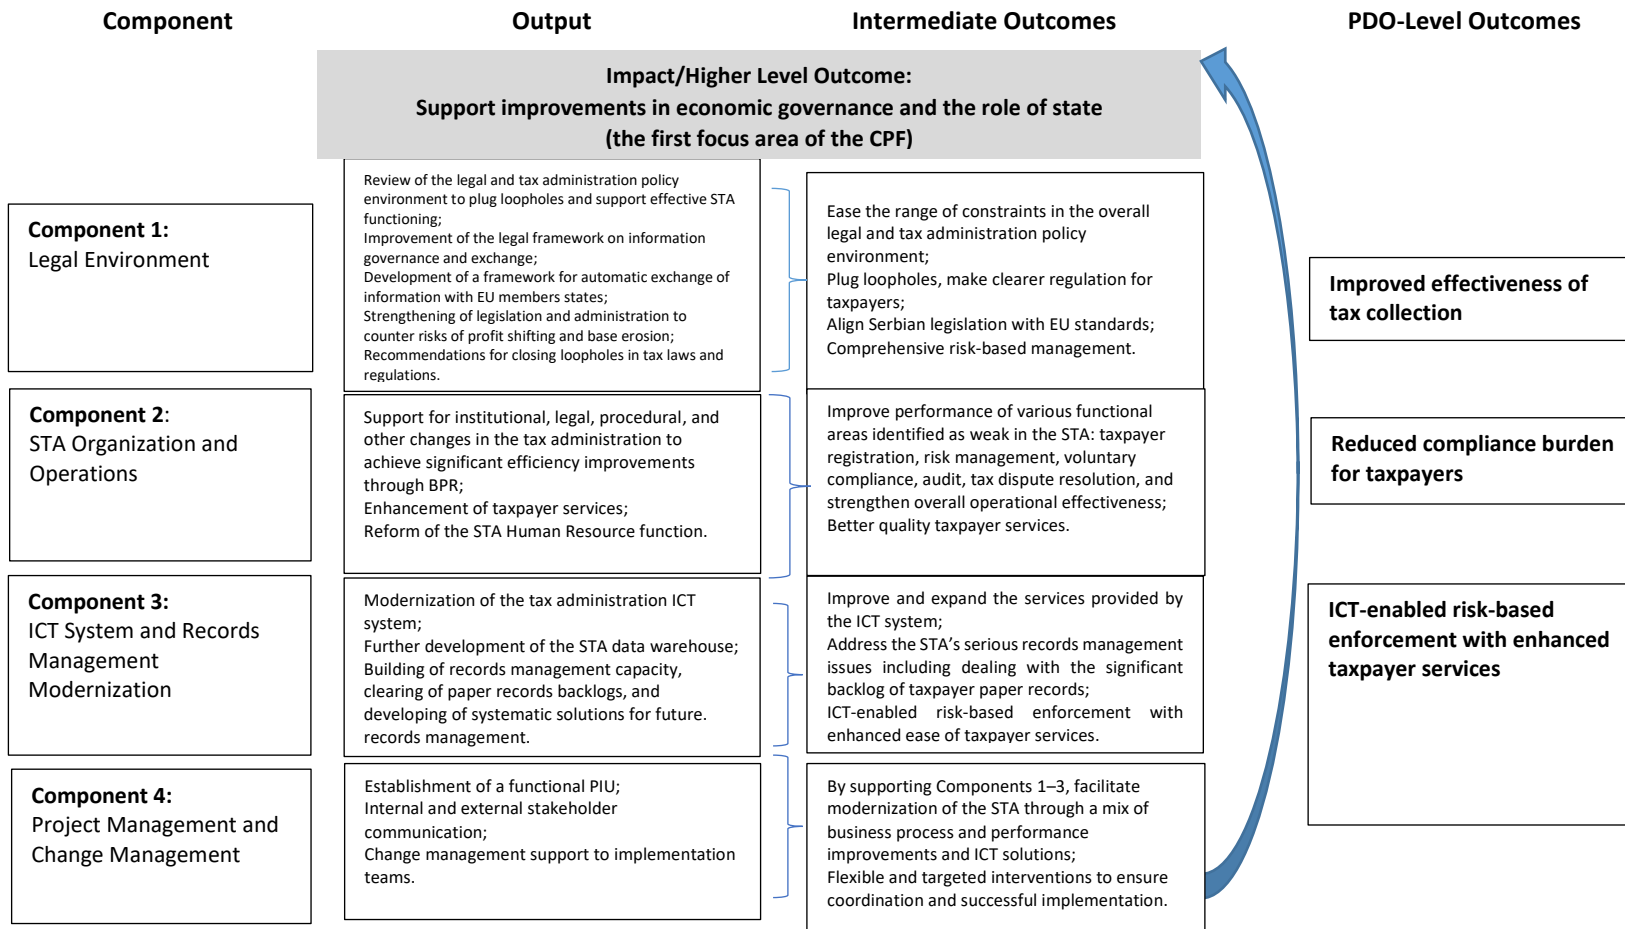 Component
Output
Intermediate Outcomes
PDO-Level Outcomes
Impact/Higher Level Outcome:
Support improvements in economic governance and the role of state
(the first focus area of the CPF)
Component 1:
Legal Environment
Review of the legal and tax administration policy
environment to plug loopholes and support effective STA
functioning;
Improvement of the legal framework on information
governance and exchange;
Development of a framework for automatic exchange of
information with EU members states;
Strengthening of legislation and administration to
counter risks of profit shifting and base erosion;
Recommendations for closing loopholes in tax laws and
regulations.
Ease the range of constraints in the overall
legal and tax administration policy
environment;
Plug loopholes, make clearer regulation for
taxpayers;
Align Serbian legislation with EU standards;
Comprehensive risk-based management.
Improved effectiveness of
tax collection
Component 2:
STA Organization and
Operations
Support for institutional, legal, procedural, and
other changes in the tax administration to
achieve significant efficiency improvements
through BPR;
Enhancement of taxpayer services;
Reform of the STA Human Resource function.
Improve performance of various functional
areas identified as weak in the STA: taxpayer
registration, risk management, voluntary
compliance, audit, tax dispute resolution, and
strengthen overall operational effectiveness;
Better quality taxpayer services.
Reduced compliance burden
for taxpayers
Component 3:
ICT System and Records
Management
Modernization
Modernization of the tax administration ICT
system;
Further development of the STA data warehouse;
Building of records management capacity,
clearing of paper records backlogs, and
developing of systematic solutions for future.
records management.
Improve and expand the services provided by
the ICT system;
Address the STA's serious records management
issues including dealing with the significant
backlog of taxpayer paper records;
ICT-enabled risk-based enforcement with
enhanced ease of taxpayer services.
ICT-enabled risk-based
enforcement with enhanced
taxpayer services
Component 4:
Project Management and
Change Management
Establishment of a functional PIU;
Internal and external stakeholder
communication;
Change management support to implementation
teams.
By supporting Components 1–3, facilitate
modernization of the STA through a mix of
business process and performance
improvements and ICT solutions;
Flexible and targeted interventions to ensure
coordination and successful implementation.